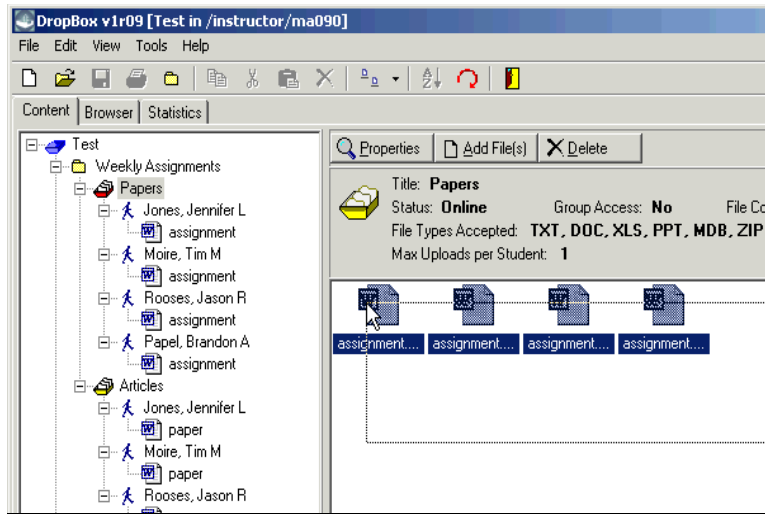 DropBox v1r09 [Test in /instructor/ma090]
File Edit View Tools Help
Content Browser Statistics
Test
Weekly Assignments
Papers
Jones, Jennifer L
assignment
Moire, Tim M
assignment
Rooses, Jason R
assignment
Papel, Brandon A
assignment
Articles
Jones, Jennifer L
paper
Moire, Tim M
paper
Rooses, Jason R
Properties Add File(s) Delete
Title: Papers
Status: Online Group Access: No File Co
File Types Accepted: TXT, DOC, XLS, PPT, MDB, ZIP
Max Uploads per Student: 1
assignment.... assignment.... assignment.... assignment....